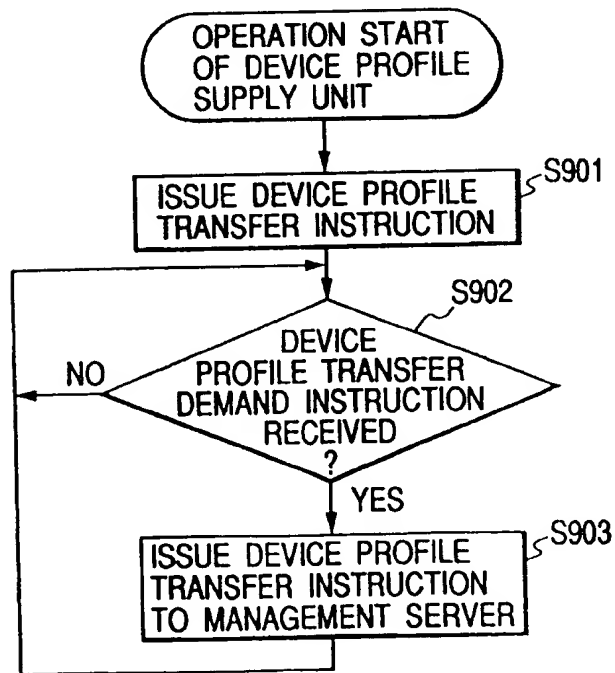 OPERATION START
OF DEVICE PROFILE
SUPPLY UNIT
S901
ISSUE DEVICE PROFILE
TRANSFER INSTRUCTION
S902
DEVICE
PROFILE TRANSFER
DEMAND INSTRUCTION
RECEIVED
?
NO
YES
S903
ISSUE DEVICE PROFILE
TRANSFER INSTRUCTION
TO MANAGEMENT SERVER